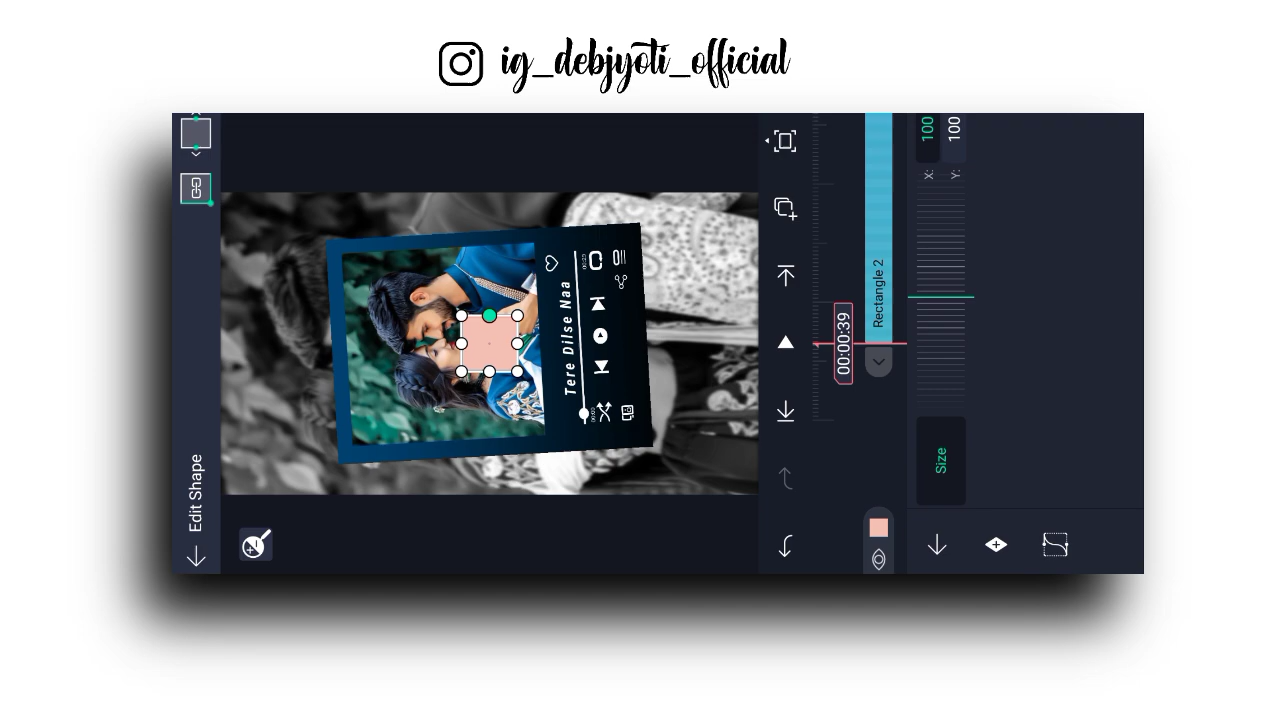 ig_debjyoti_official
Edit Shape
Tere Dilse Naa
00:00:39
Rectangle 2
X: 100
Y: 100
Size